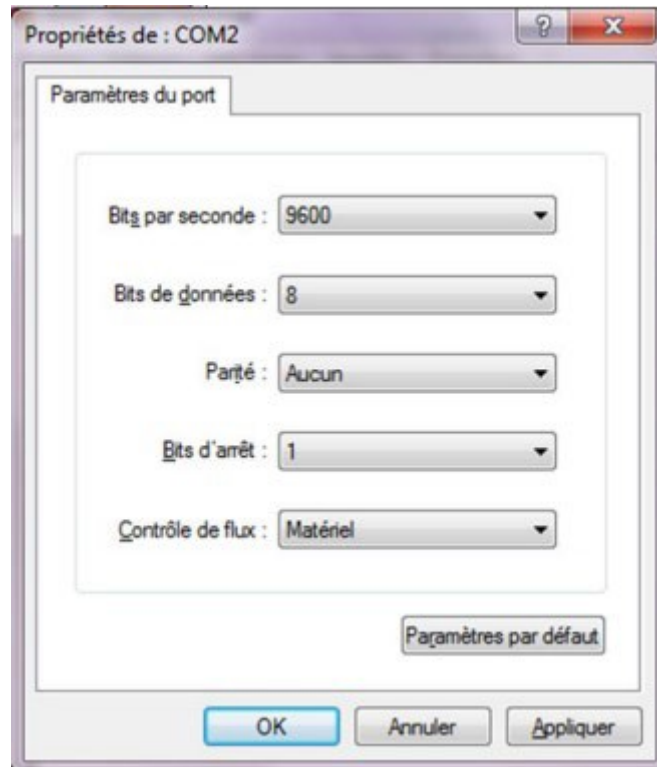 Propriétés de : COM2
Paramètres du port
Bits par seconde : 9600
Bits de données : 8
Parité : Aucun
Bits d'arrêt : 1
Contrôle de flux : Matériel
Paramètres par défaut
OK Annuler Appliquer